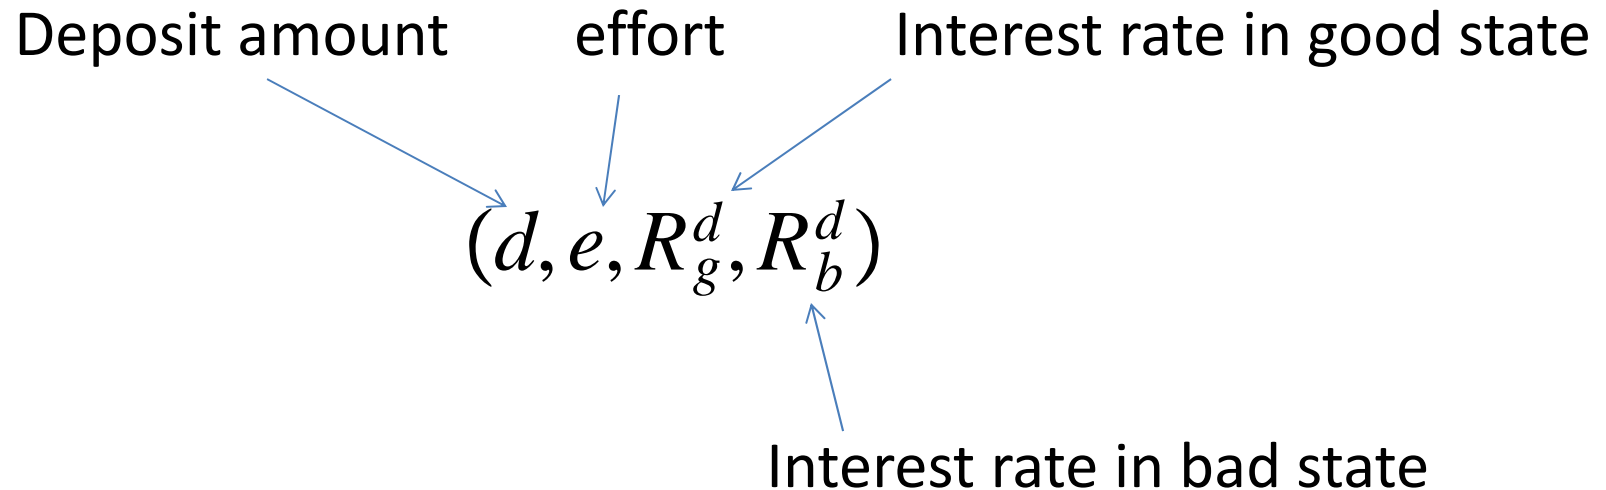 Deposit amount effort Interest rate in good state
(d, e, R_g^d, R_b^d)
Interest rate in bad state